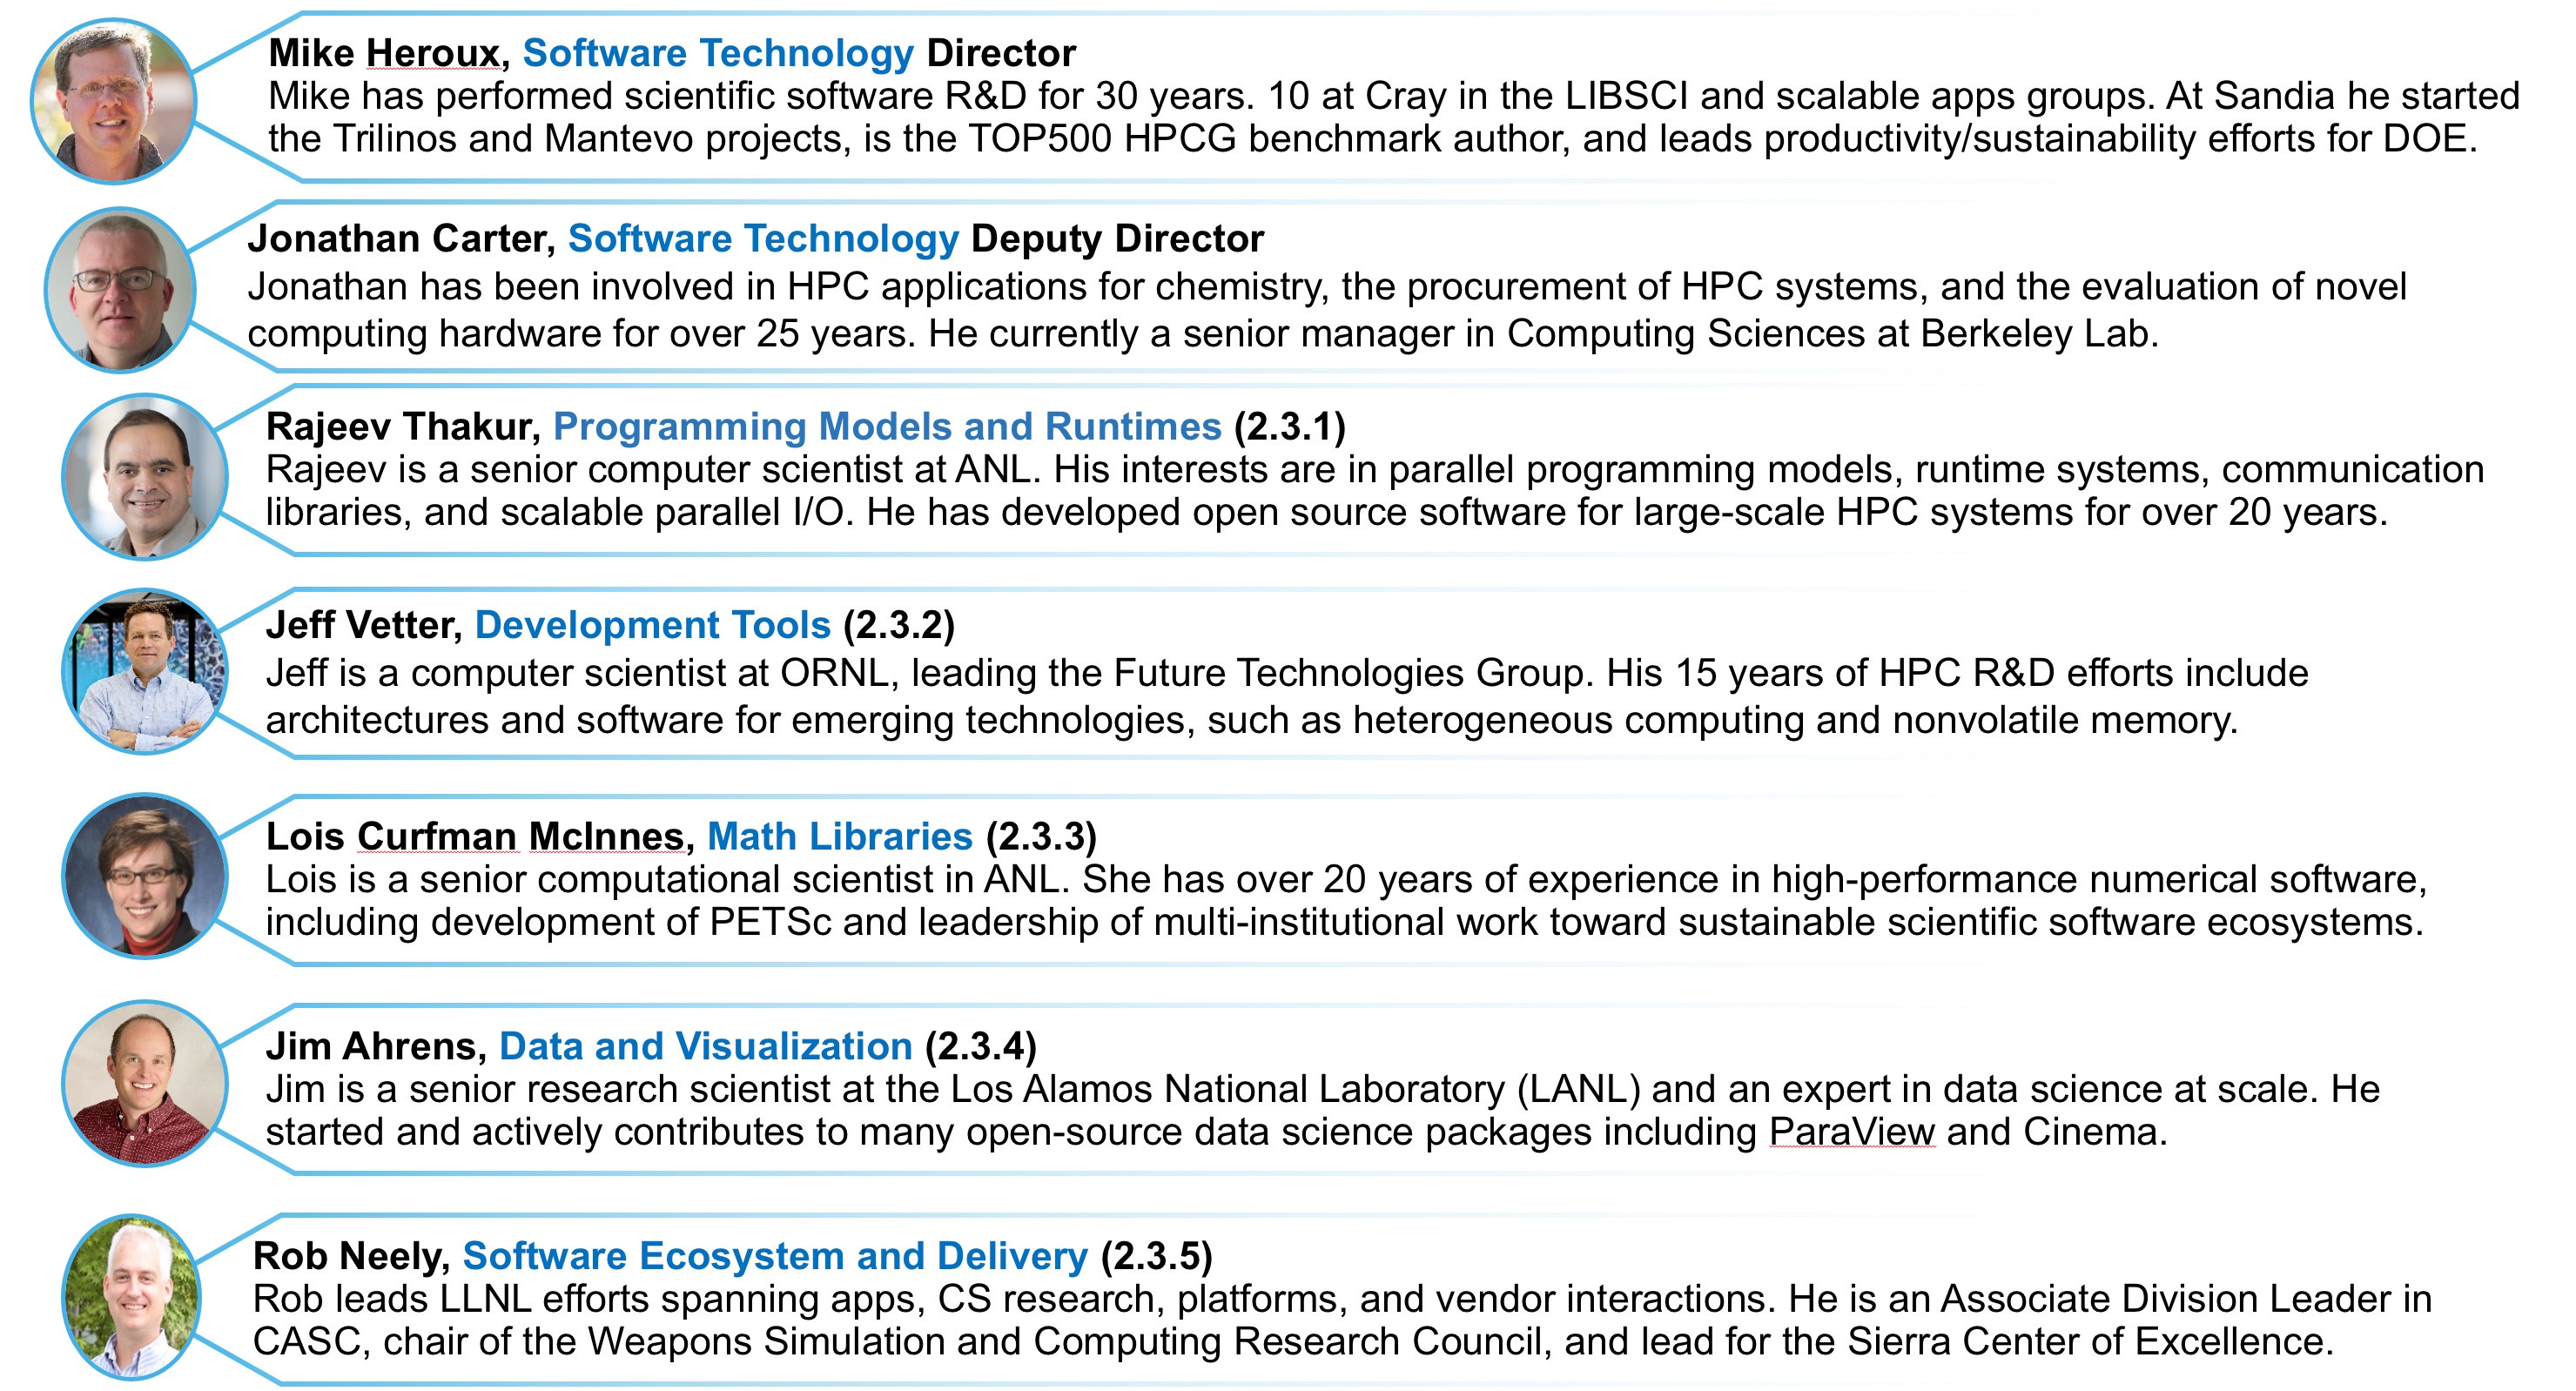 Mike Heroux, Software Technology Director
Mike has performed scientific software R&D for 30 years. 10 at Cray in the LIBSCI and scalable apps groups. At Sandia he started
the Trilinos and Mantevo projects, is the TOP500 HPCG benchmark author, and leads productivity/sustainability efforts for DOE.
Jonathan Carter, Software Technology Deputy Director
Jonathan has been involved in HPC applications for chemistry, the procurement of HPC systems, and the evaluation of novel
computing hardware for over 25 years. He currently a senior manager in Computing Sciences at Berkeley Lab.
Rajeev Thakur, Programming Models and Runtimes (2.3.1)
Rajeev is a senior computer scientist at ANL. His interests are in parallel programming models, runtime systems, communication
libraries, and scalable parallel I/O. He has developed open source software for large-scale HPC systems for over 20 years.
Jeff Vetter, Development Tools (2.3.2)
Jeff is a computer scientist at ORNL, leading the Future Technologies Group. His 15 years of HPC R&D efforts include
architectures and software for emerging technologies, such as heterogeneous computing and nonvolatile memory.
Lois Curfman McInnes, Math Libraries (2.3.3)
Lois is a senior computational scientist in ANL. She has over 20 years of experience in high-performance numerical software,
including development of PETSc and leadership of multi-institutional work toward sustainable scientific software ecosystems.
Jim Ahrens, Data and Visualization (2.3.4)
Jim is a senior research scientist at the Los Alamos National Laboratory (LANL) and an expert in data science at scale. He
started and actively contributes to many open-source data science packages including ParaView and Cinema.
Rob Neely, Software Ecosystem and Delivery (2.3.5)
Rob leads LLNL efforts spanning apps, CS research, platforms, and vendor interactions. He is an Associate Division Leader in
CASC, chair of the Weapons Simulation and Computing Research Council, and lead for the Sierra Center of Excellence.